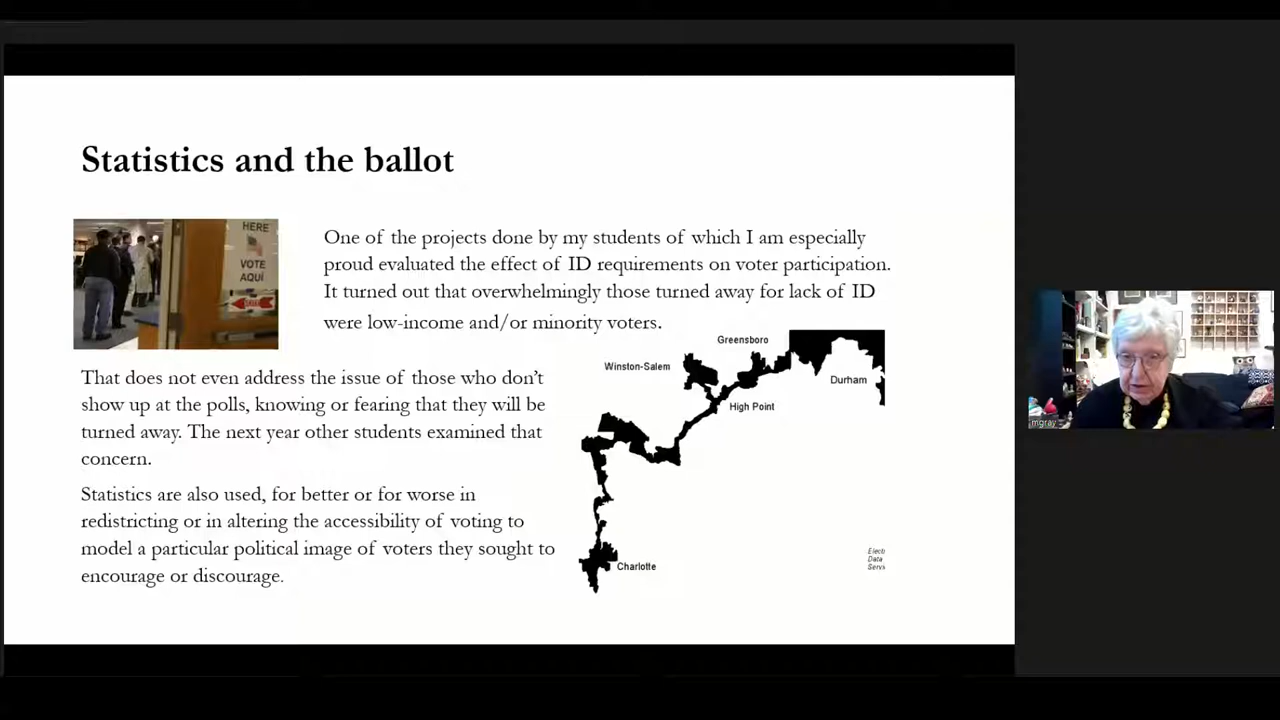 Statistics and the ballot
HERE
VOTE
AQUÍ
One of the projects done by my students of which I am especially
proud evaluated the effect of ID requirements on voter participation.
It turned out that overwhelmingly those turned away for lack of ID
were low-income and/or minority voters.
That does not even address the issue of those who don't
show up at the polls, knowing or fearing that they will be
turned away. The next year other students examined that
concern.
Statistics are also used, for better or for worse in
redistricting or in altering the accessibility of voting to
model a particular political image of voters they sought to
encourage or discourage.
Greensboro
Winston-Salem
Durham
High Point
Charlotte
Electi
Data
Servi
mgray